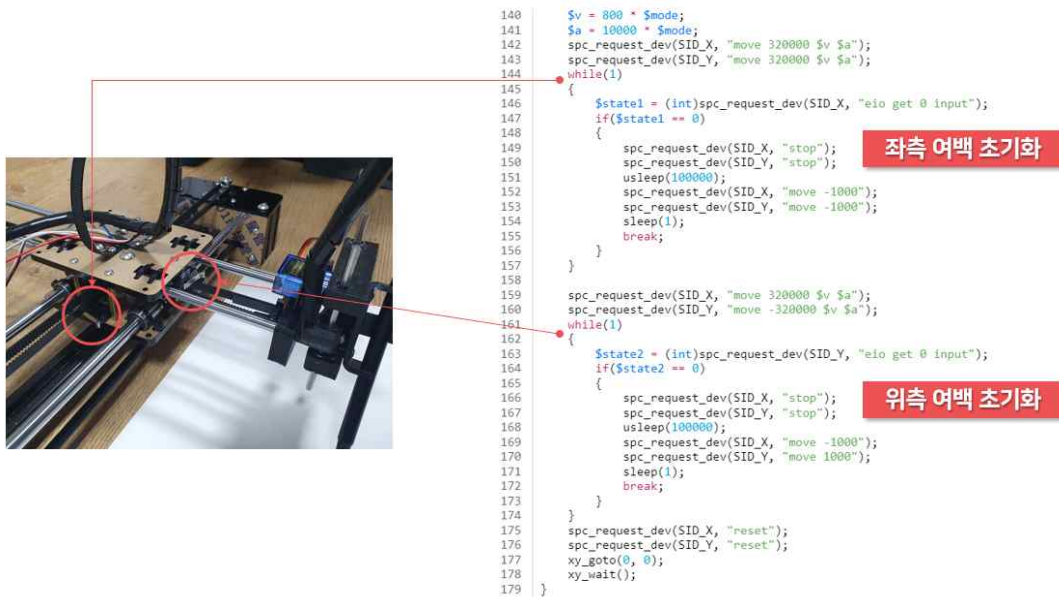 140 $v = 800 * $mode;
141 $a = 10000 * $mode;
142 spc_request_dev(SID_X, "move 320000 $v $a");
143 spc_request_dev(SID_Y, "move 320000 $v $a");
144 while(1)
145 {
146 $state1 = (int)spc_request_dev(SID_X, "eio get 0 input");
147 if($state1 == 0)
148 {
149 spc_request_dev(SID_X, "stop");
좌측 여백 초기화
150 spc_request_dev(SID_Y, "stop");
151 usleep(100000);
152 spc_request_dev(SID_X, "move -1000");
153 spc_request_dev(SID_Y, "move -1000");
154 sleep(1);
155 break;
156 }
157 }
158
159 spc_request_dev(SID_X, "move 320000 $v $a");
160 spc_request_dev(SID_Y, "move -320000 $v $a");
161 while(1)
162 {
163 $state2 = (int)spc_request_dev(SID_Y, "eio get 0 input");
164 if($state2 == 0)
165 {
166 spc_request_dev(SID_X, "stop");
위측 여백 초기화
167 spc_request_dev(SID_Y, "stop");
168 usleep(100000);
169 spc_request_dev(SID_X, "move -1000");
170 spc_request_dev(SID_Y, "move 1000");
171 sleep(1);
172 break;
173 }
174 }
175 spc_request_dev(SID_X, "reset");
176 spc_request_dev(SID_Y, "reset");
177 xy_goto(0, 0);
178 xy_wait();
179 }